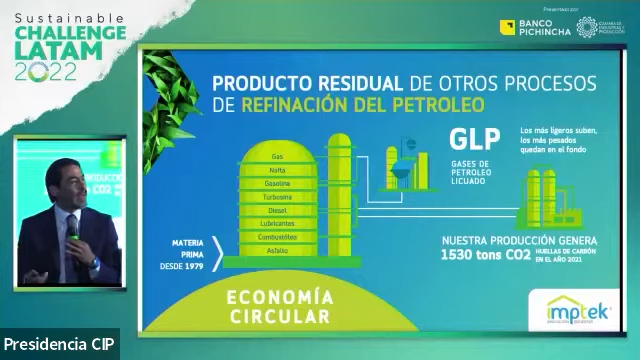 Sustainable
CHALLENGE
LATAM
2022
Presentado por:
BANCO
PICHINCHA
CÁMARA DE
INDUSTRIAS Y
PRODUCCIÓN
PRODUCTO RESIDUAL DE OTROS PROCESOS
DE REFINACIÓN DEL PETROLEO
Gas
Nafta
Gasolina
Turbosina
Diesel
Lubricantes
Combustóleo
Asfalto
MATERIA
PRIMA
DESDE 1979
GLP
GASES DE
PETROLEO
LICUADO
Los más ligeros suben,
los más pesados
quedan en el fondo
NUESTRA PRODUCCIÓN GENERA
1530 tons CO2 HUELLAS DE CARBÓN
EN EL AÑO 2021
ECONOMÍA
CIRCULAR
imptek
CO2
Presidencia CIP